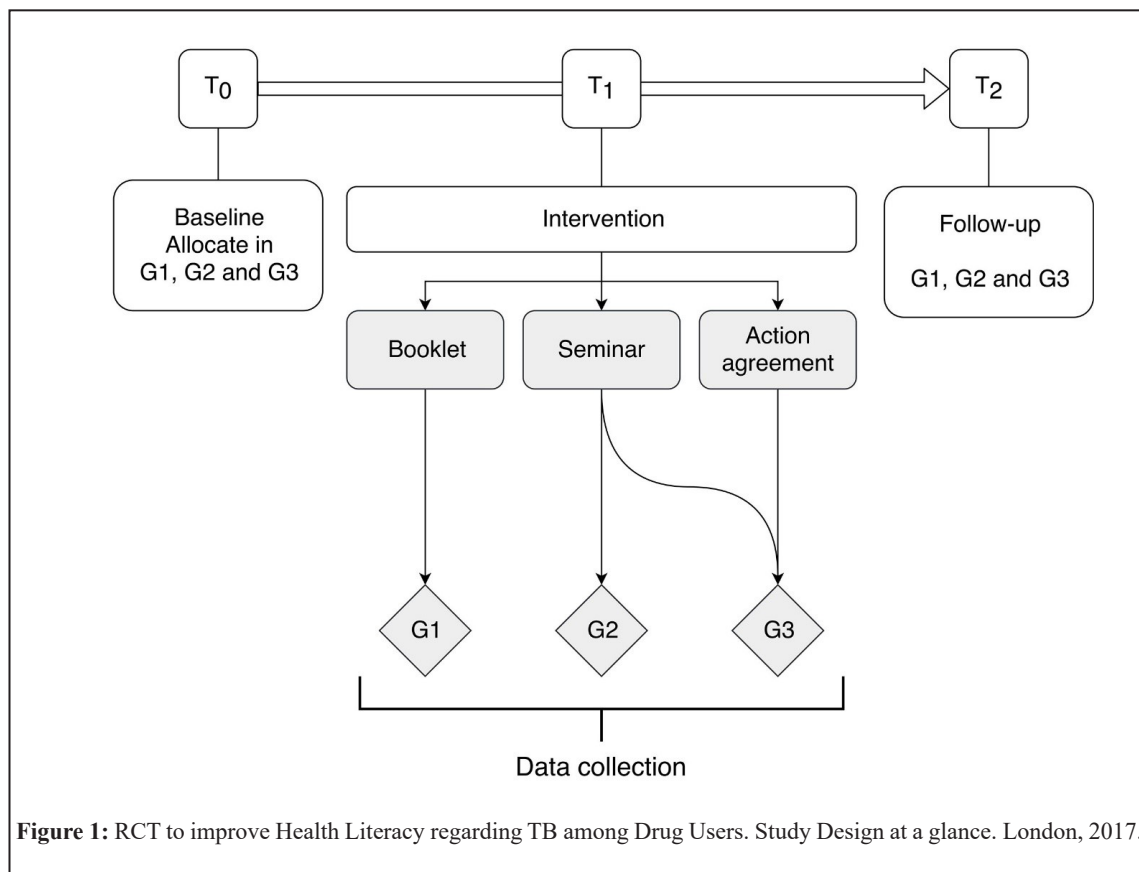 T0
T1
T2
Baseline
Allocate in
G1, G2 and G3
Intervention
Follow-up
G1, G2 and G3
Booklet
Seminar
Action
agreement
G1
G2
G3
Data collection
Figure 1: RCT to improve Health Literacy regarding TB among Drug Users. Study Design at a glance. London, 2017.